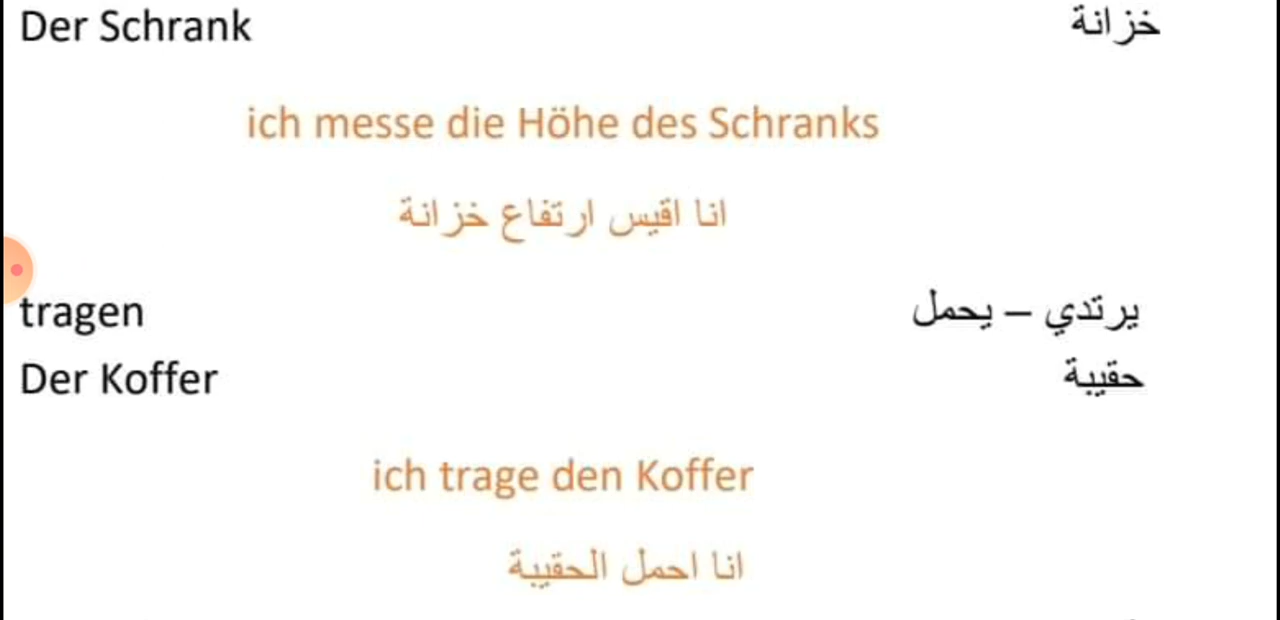 Der Schrank خزانة
ich messe die Höhe des Schranks
انا اقيس ارتفاع خزانة
tragen يرتدي – يحمل
Der Koffer حقيبة
ich trage den Koffer
انا احمل الحقيبة